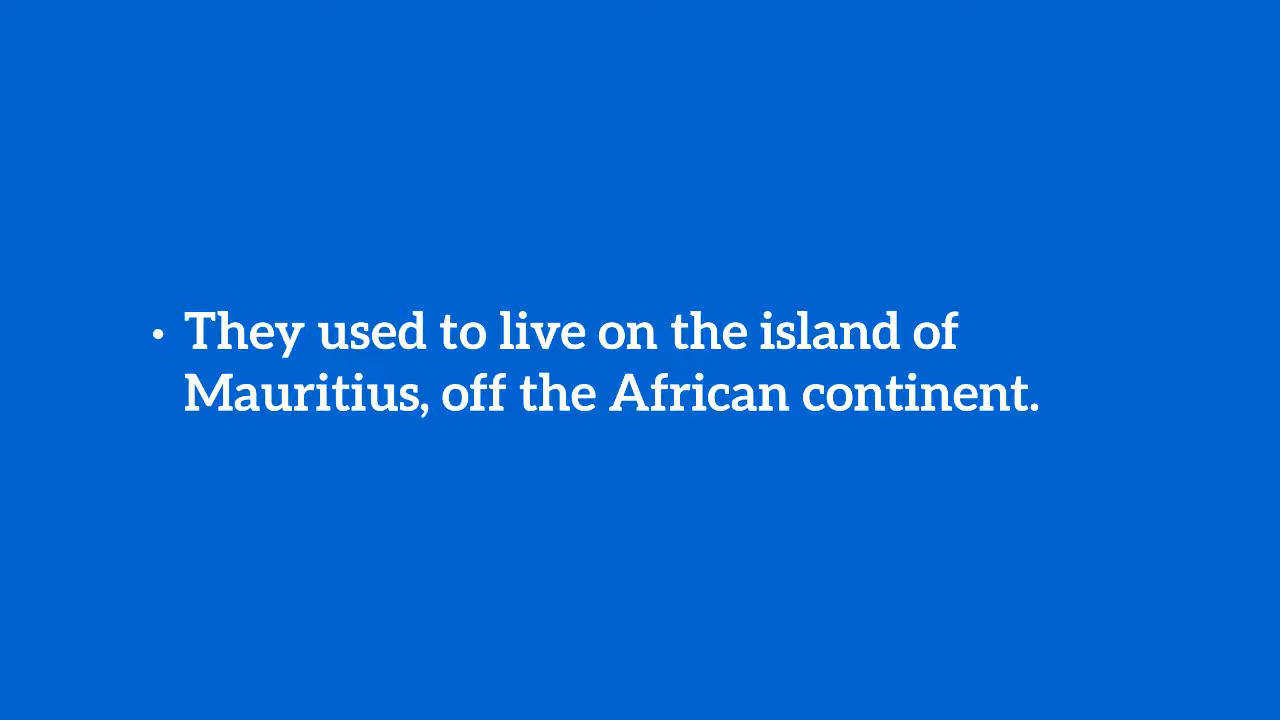 • They used to live on the island of
Mauritius, off the African continent.